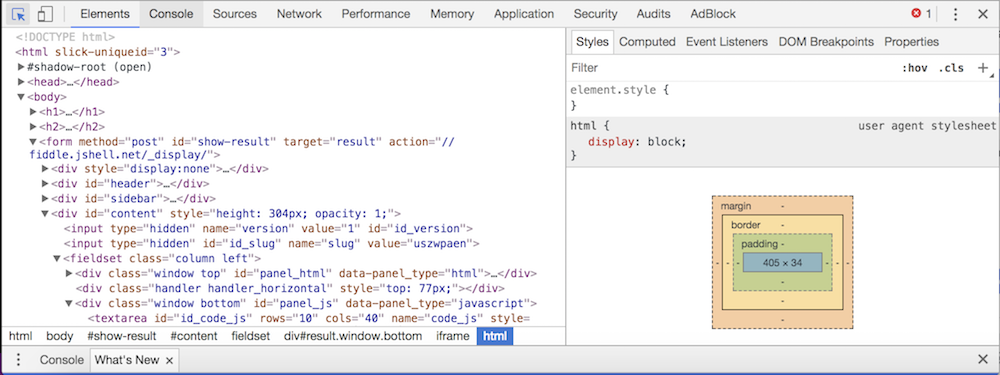 Elements Console Sources Network Performance Memory Application Security Audits AdBlock 1
<!DOCTYPE html>
<html slick-uniqueid="3">
#shadow-root (open)
<head>…</head>
<body>
<h1>…</h1>
<h2>…</h2>
<form method="post" id="show-result" target="result" action="//
fiddle.jshell.net/_display/">
<div style="display:none">…</div>
<div id="header">…</div>
<div id="sidebar">…</div>
<div id="content" style="height: 304px; opacity: 1;">
<input type="hidden" name="version" value="1" id="id_version">
<input type="hidden" id="id_slug" name="slug" value="uszwpaen">
<fieldset class="column left">
<div class="window top" id="panel_html" data-panel_type="html">…</div>
<div class="handler handler_horizontal" style="top: 77px;"></div>
<div class="window bottom" id="panel_js" data-panel_type="javascript">
<textarea id="id_code_js" rows="10" cols="40" name="code_js" style=
html body #show-result #content fieldset div#result.window.bottom iframe html
Styles Computed Event Listeners DOM Breakpoints Properties
Filter :hov .cls +
element.style {
}
html { user agent stylesheet
display: block;
}
margin -
border -
padding -
- - - 405 × 34 - - -
-
-
-
Console What's New